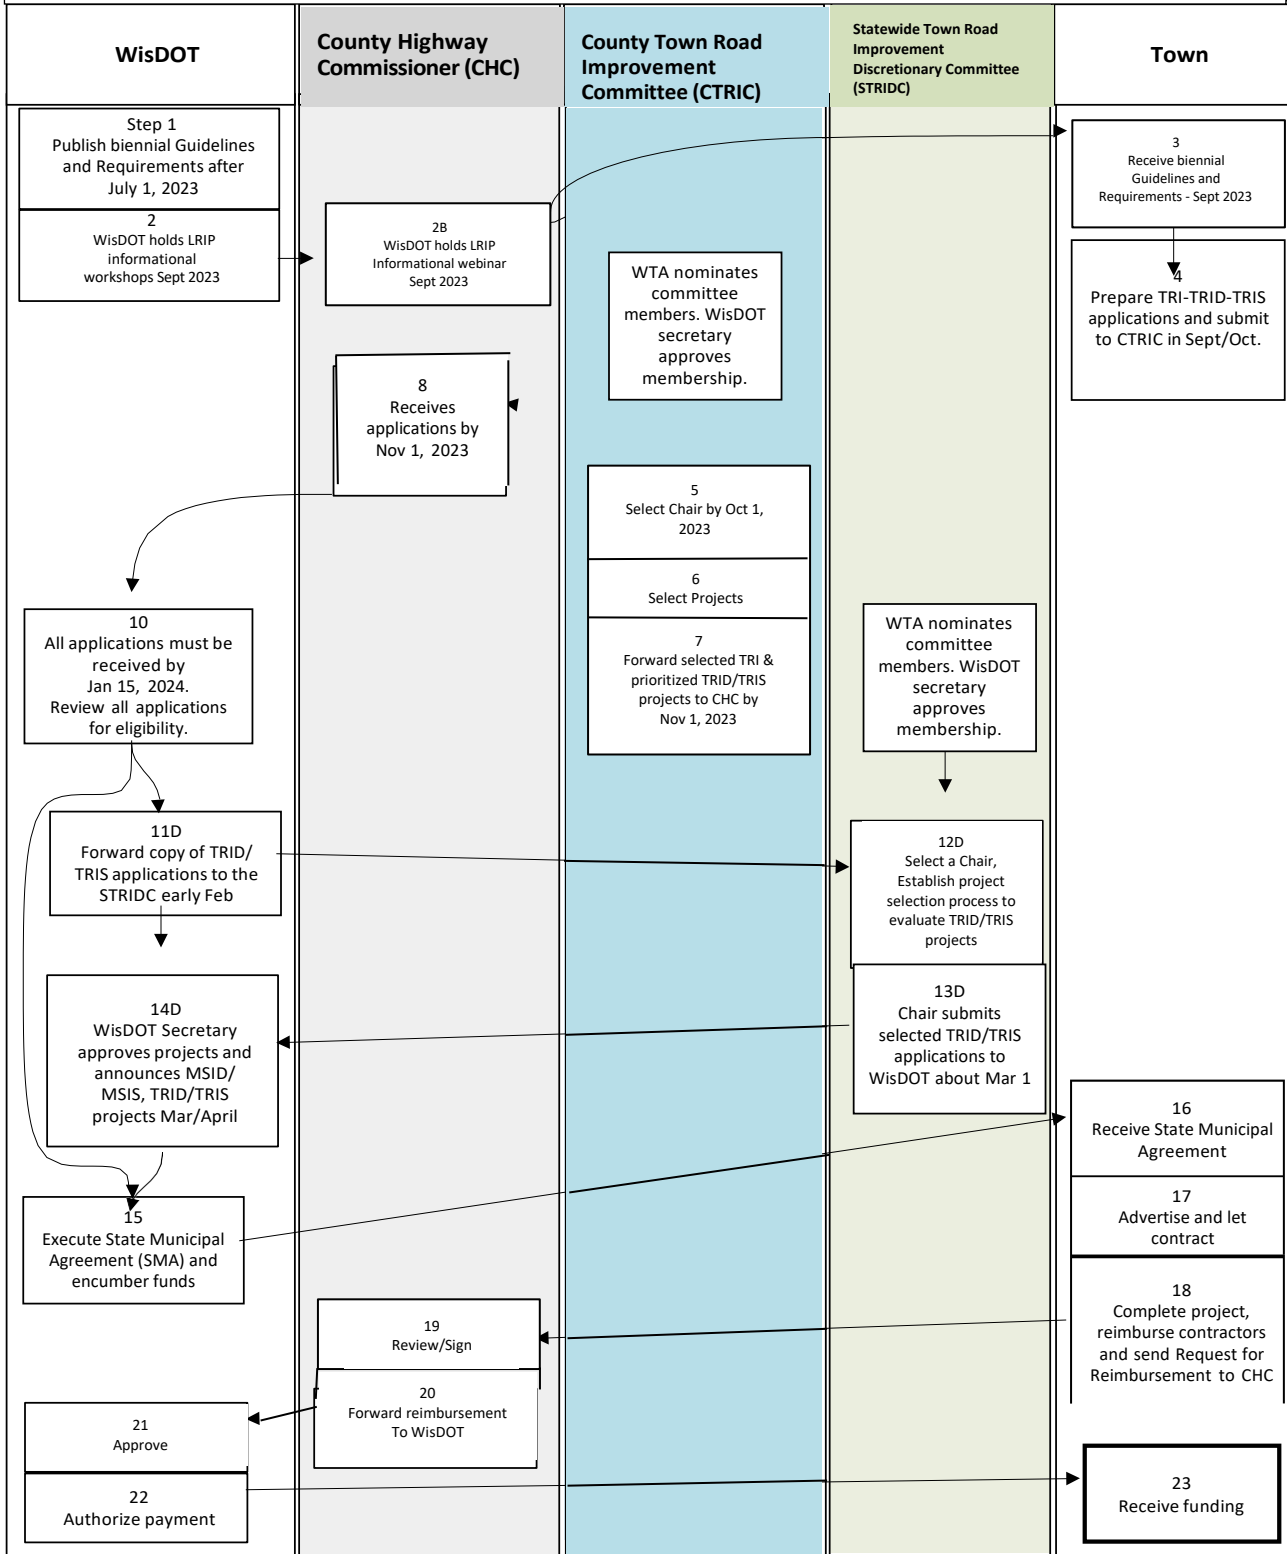 WisDOT
County Highway
Commissioner (CHC)
County Town Road
Improvement
Committee (CTRIC)
Statewide Town Road
Improvement
Discretionary Committee
(STRIDC)
Town
Step 1
Publish biennial Guidelines
and Requirements after
July 1, 2023
2
WisDOT holds LRIP
informational
workshops Sept 2023
2B
WisDOT holds LRIP
Informational webinar
Sept 2023
3
Receive biennial
Guidelines and
Requirements - Sept 2023
4
Prepare TRI-TRID-TRIS
applications and submit
to CTRIC in Sept/Oct.
WTA nominates
committee
members. WisDOT
secretary
approves
membership.
8
Receives
applications by
Nov 1, 2023
5
Select Chair by Oct 1,
2023
6
Select Projects
7
Forward selected TRI &
prioritized TRID/TRIS
projects to CHC by
Nov 1, 2023
10
All applications must be
received by
Jan 15, 2024.
Review all applications
for eligibility.
WTA nominates
committee
members. WisDOT
secretary
approves
membership.
11D
Forward copy of TRID/
TRIS applications to the
STRIDC early Feb
12D
Select a Chair,
Establish project
selection process to
evaluate TRID/TRIS
projects
13D
Chair submits
selected TRID/TRIS
applications to
WisDOT about Mar 1
14D
WisDOT Secretary
approves projects and
announces MSID/
MSIS, TRID/TRIS
projects Mar/April
15
Execute State Municipal
Agreement (SMA) and
encumber funds
16
Receive State Municipal
Agreement
17
Advertise and let
contract
18
Complete project,
reimburse contractors
and send Request for
Reimbursement to CHC
19
Review/Sign
20
Forward reimbursement
To WisDOT
21
Approve
22
Authorize payment
23
Receive funding